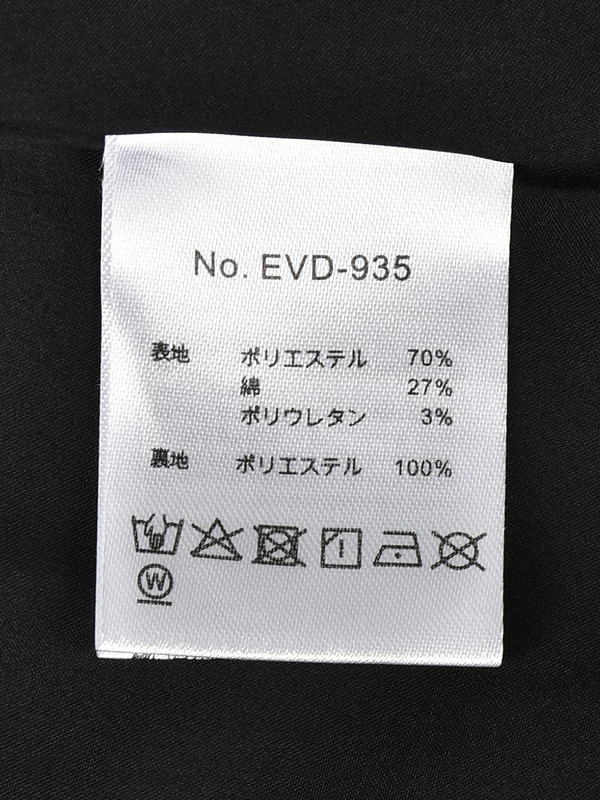 No. EVD-935
表地 ポリエステル 70%
綿 27%
ポリウレタン 3%
裏地 ポリエステル 100%
W